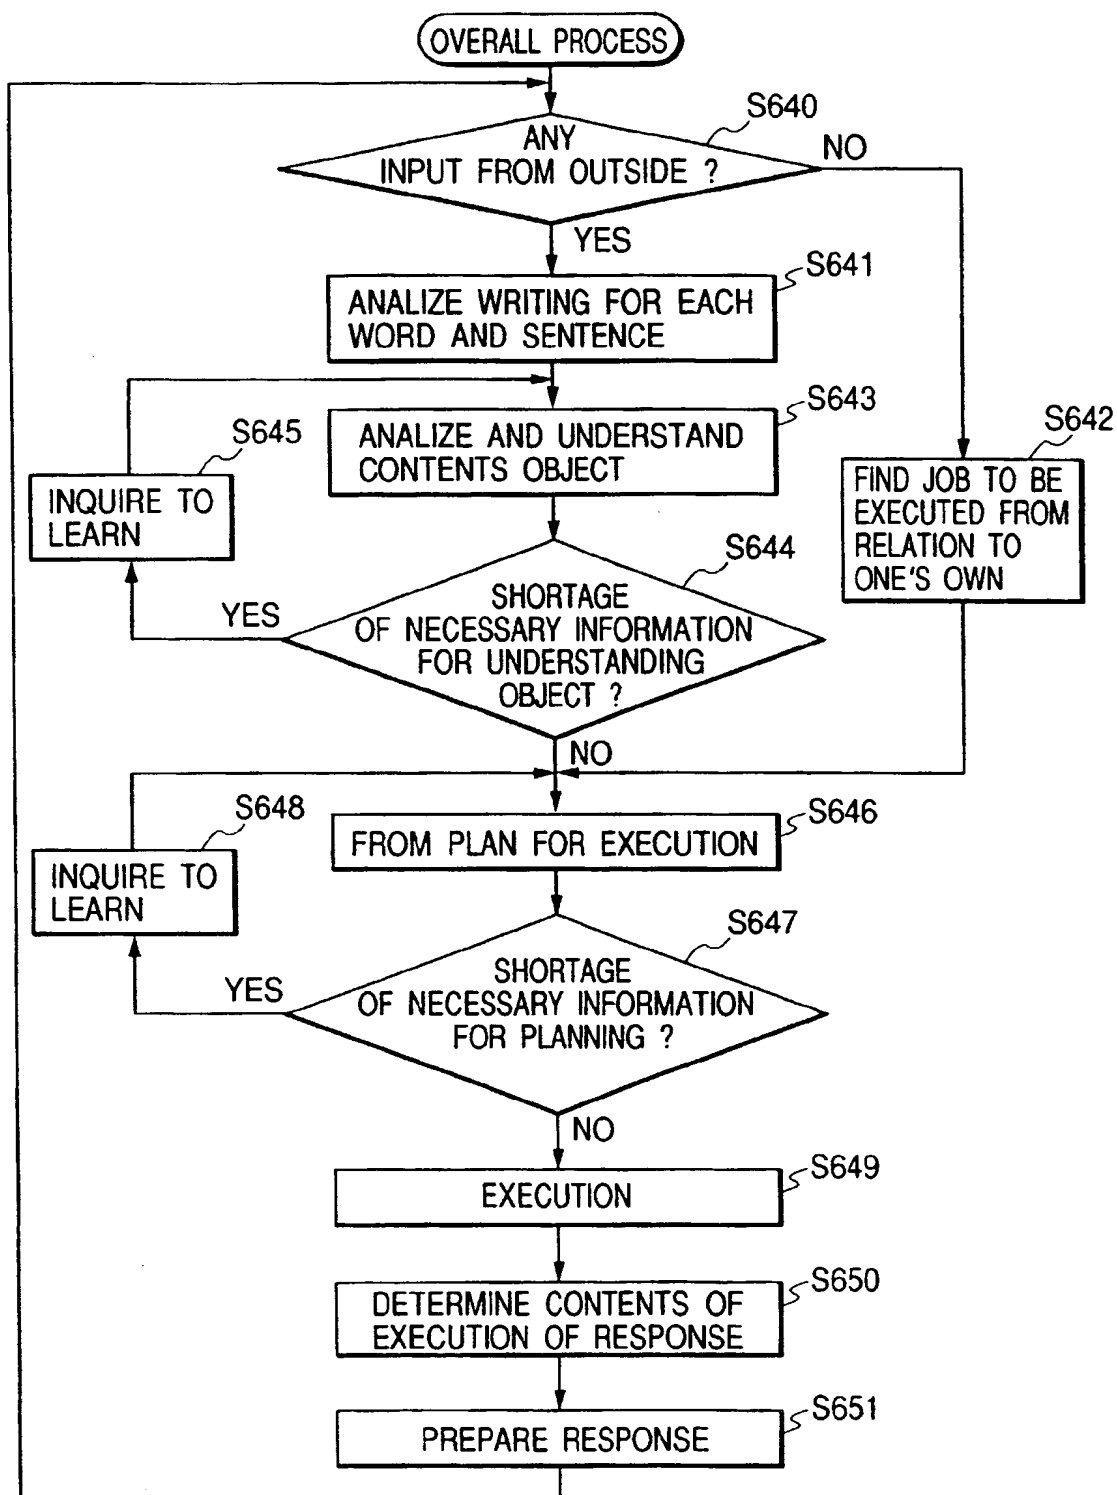 OVERALL PROCESS
S640
ANY
INPUT FROM OUTSIDE ?
NO
YES
S641
ANALIZE WRITING FOR EACH
WORD AND SENTENCE
S643
ANALIZE AND UNDERSTAND
CONTENTS OBJECT
S645
INQUIRE TO
LEARN
S642
FIND JOB TO BE
EXECUTED FROM
RELATION TO
ONE'S OWN
S644
SHORTAGE
OF NECESSARY INFORMATION
FOR UNDERSTANDING
OBJECT ?
YES
NO
S646
FROM PLAN FOR EXECUTION
S648
INQUIRE TO
LEARN
S647
SHORTAGE
OF NECESSARY INFORMATION
FOR PLANNING ?
YES
NO
S649
EXECUTION
S650
DETERMINE CONTENTS OF
EXECUTION OF RESPONSE
S651
PREPARE RESPONSE